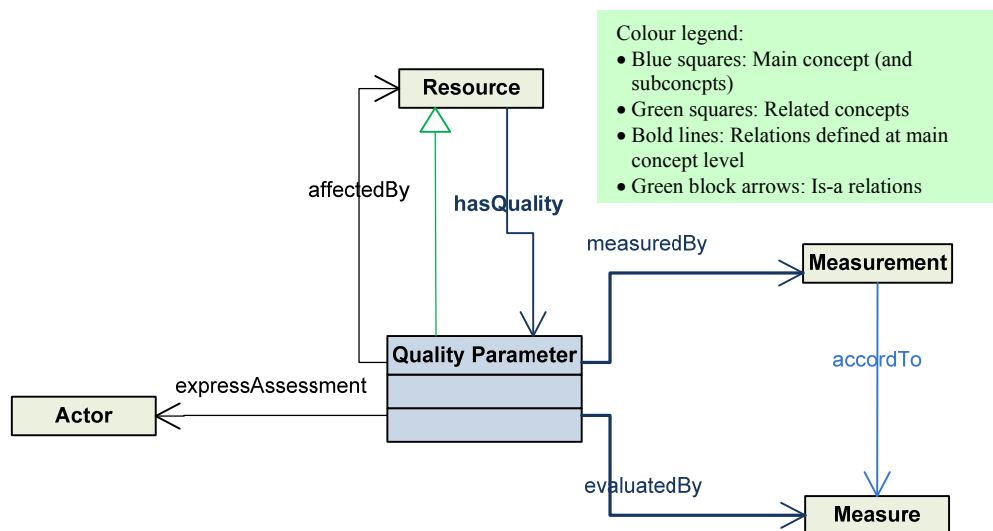 Colour legend:
• Blue squares: Main concept (and
subconcpts)
• Green squares: Related concepts
• Bold lines: Relations defined at main
concept level
• Green block arrows: Is-a relations
Resource
affectedBy
hasQuality
measuredBy
Measurement
Quality Parameter
accordTo
expressAssessment
Actor
evaluatedBy
Measure